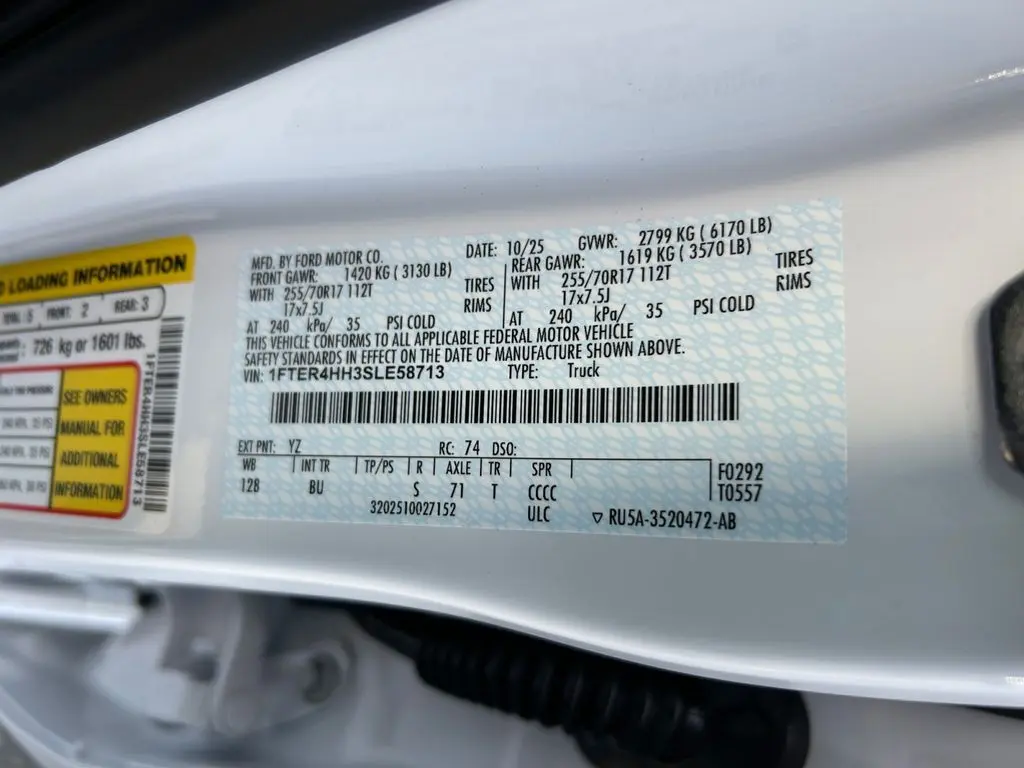 LOADING INFORMATION
TOTAL: 5 FRONT: 2 REAR: 3
726 kg or 1601 lbs.
SEE OWNERS
MANUAL FOR
ADDITIONAL
INFORMATION
1FTER4HH3SLE58713
MFD. BY FORD MOTOR CO. DATE: 10/25 GVWR: 2799 KG ( 6170 LB)
FRONT GAWR: 1420 KG ( 3130 LB) REAR GAWR: 1619 KG ( 3570 LB)
WITH 255/70R17 112T TIRES WITH 255/70R17 112T TIRES
17x7.5J RIMS 17x7.5J RIMS
AT 240 kPa/ 35 PSI COLD AT 240 kPa/ 35 PSI COLD
THIS VEHICLE CONFORMS TO ALL APPLICABLE FEDERAL MOTOR VEHICLE
SAFETY STANDARDS IN EFFECT ON THE DATE OF MANUFACTURE SHOWN ABOVE.
VIN: 1FTER4HH3SLE58713 TYPE: Truck
EXT PNT: YZ RC: 74 DSO:
WB INT TR TP/PS R AXLE TR SPR F0292
128 BU S 71 T CCCC T0557
3202510027152 ULC ▽ RU5A-3520472-AB